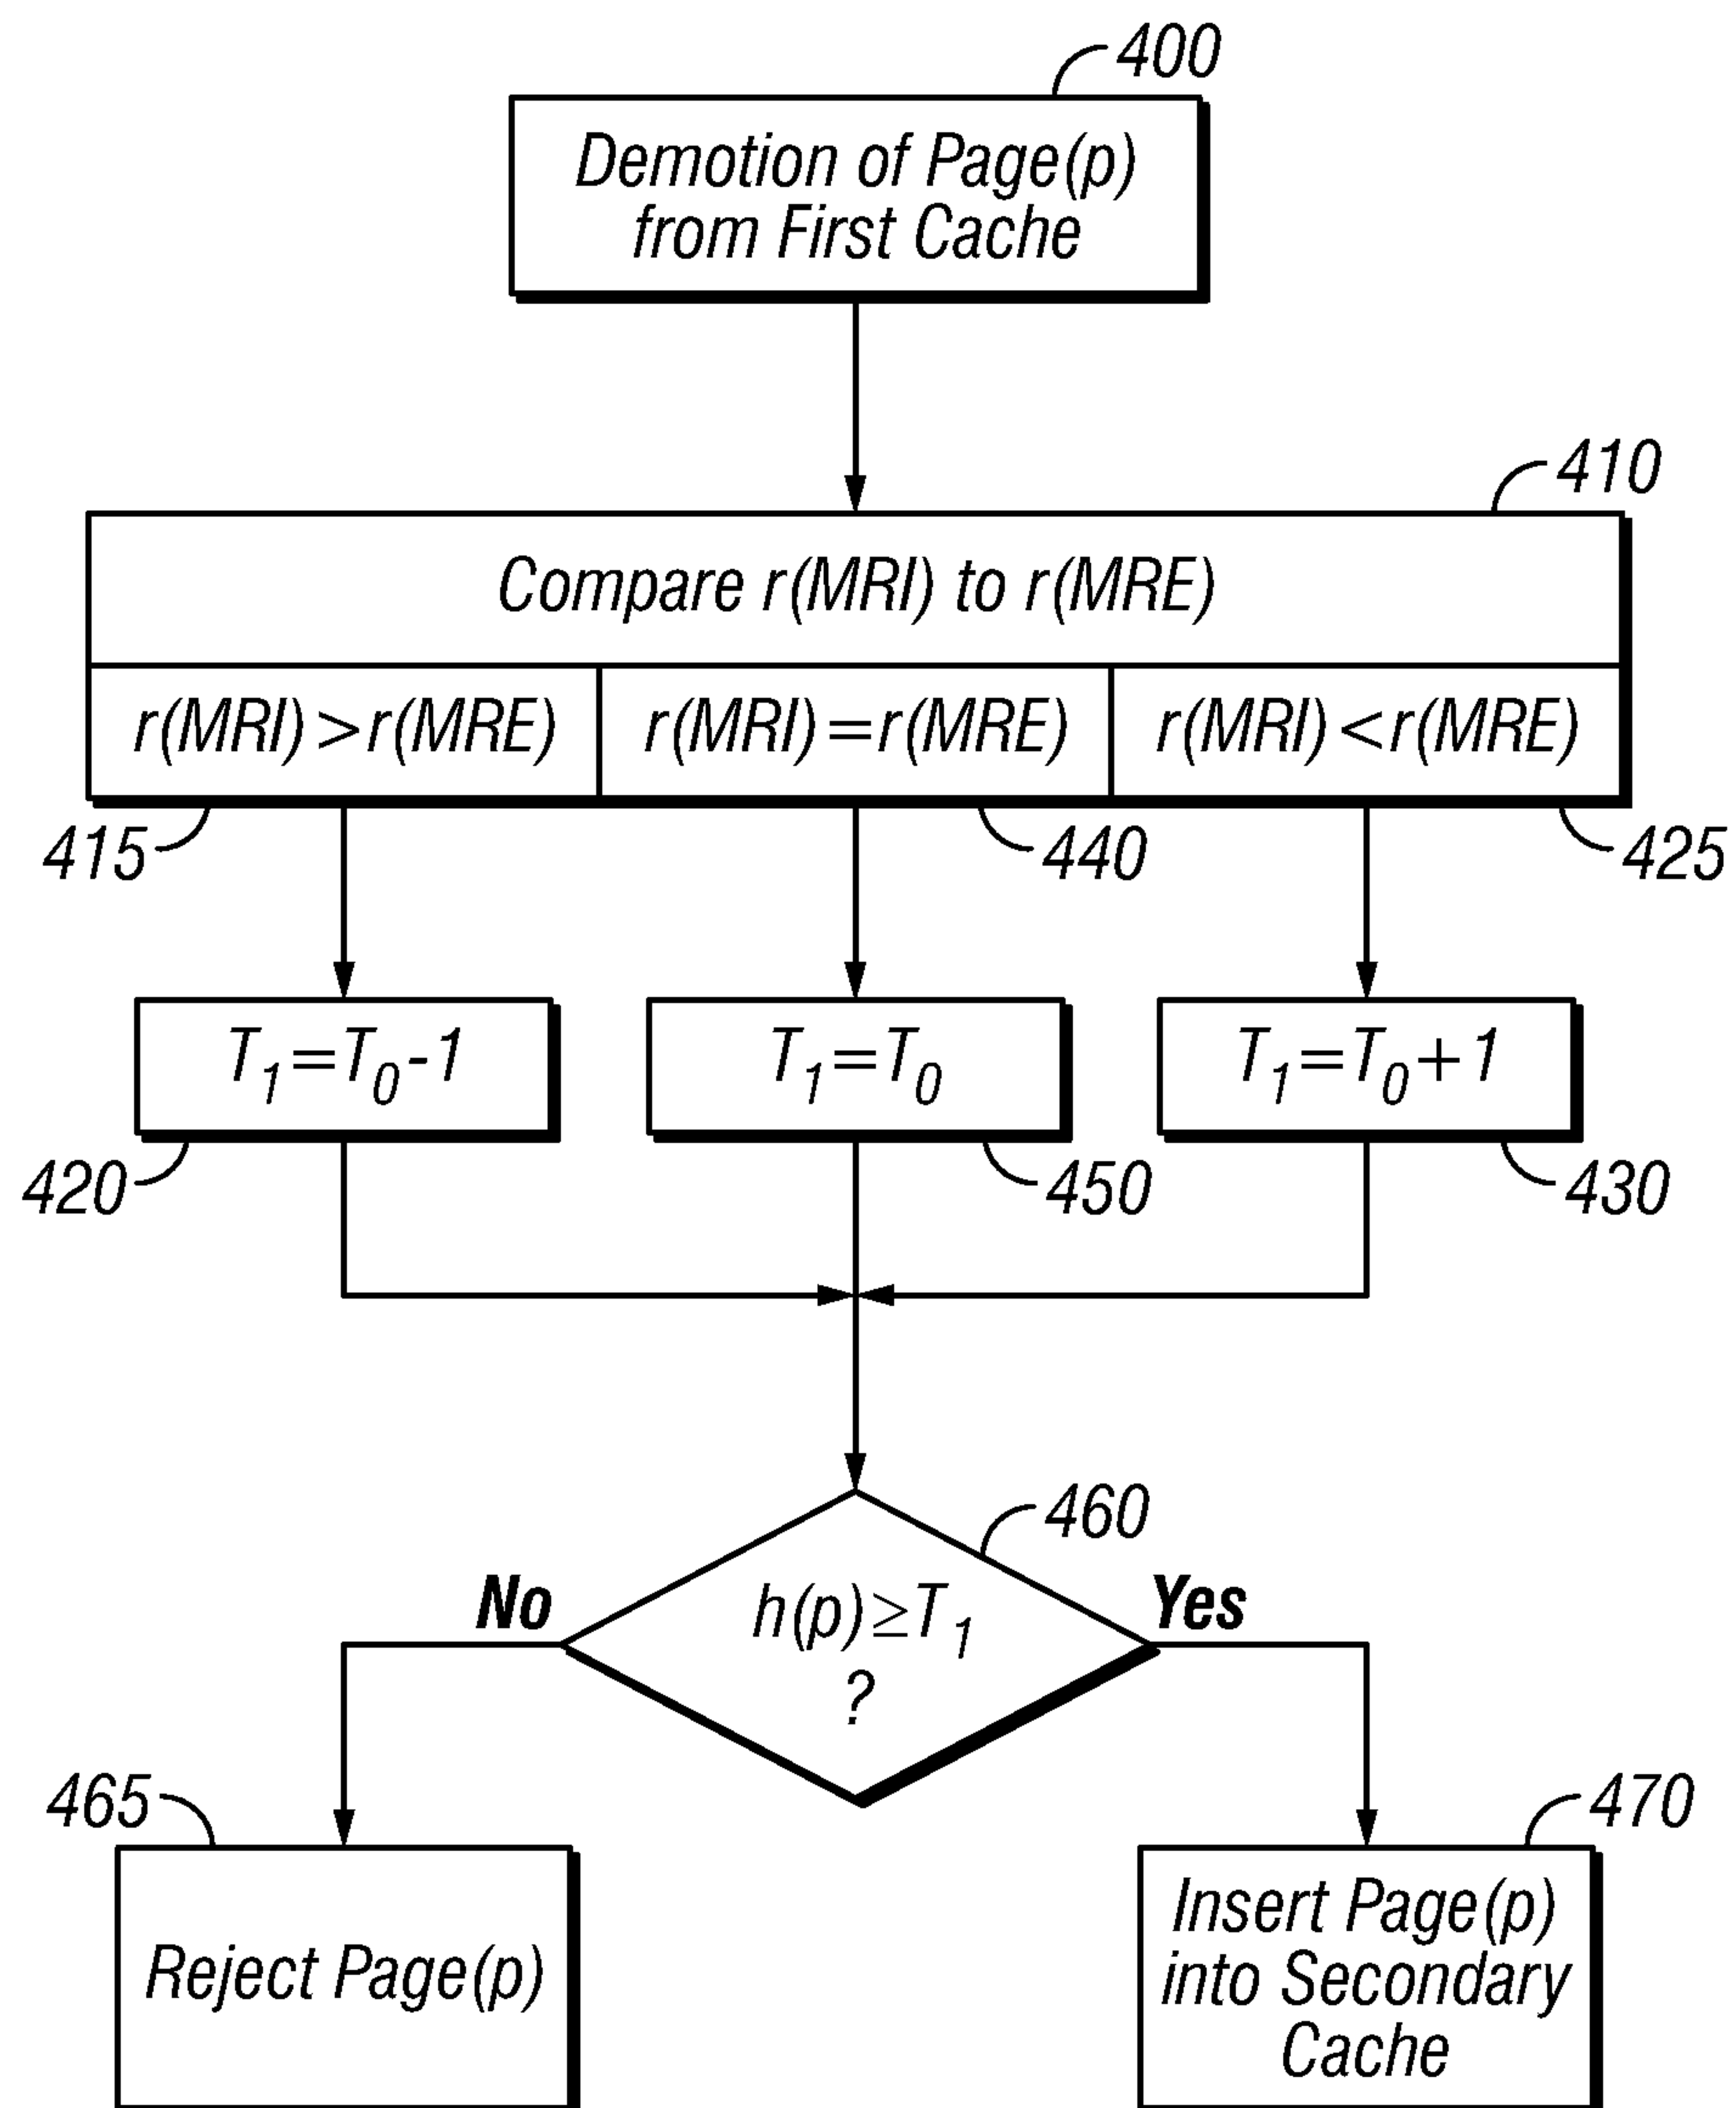 400
Demotion of Page(p)
from First Cache
410
Compare r(MRI) to r(MRE)
r(MRI)>r(MRE)
r(MRI)=r(MRE)
r(MRI)<r(MRE)
415
440
425
T1=T0-1
T1=T0
T1=T0+1
420
450
430
460
No
h(p)≥T1
?
Yes
465
470
Reject Page(p)
Insert Page(p)
into Secondary
Cache